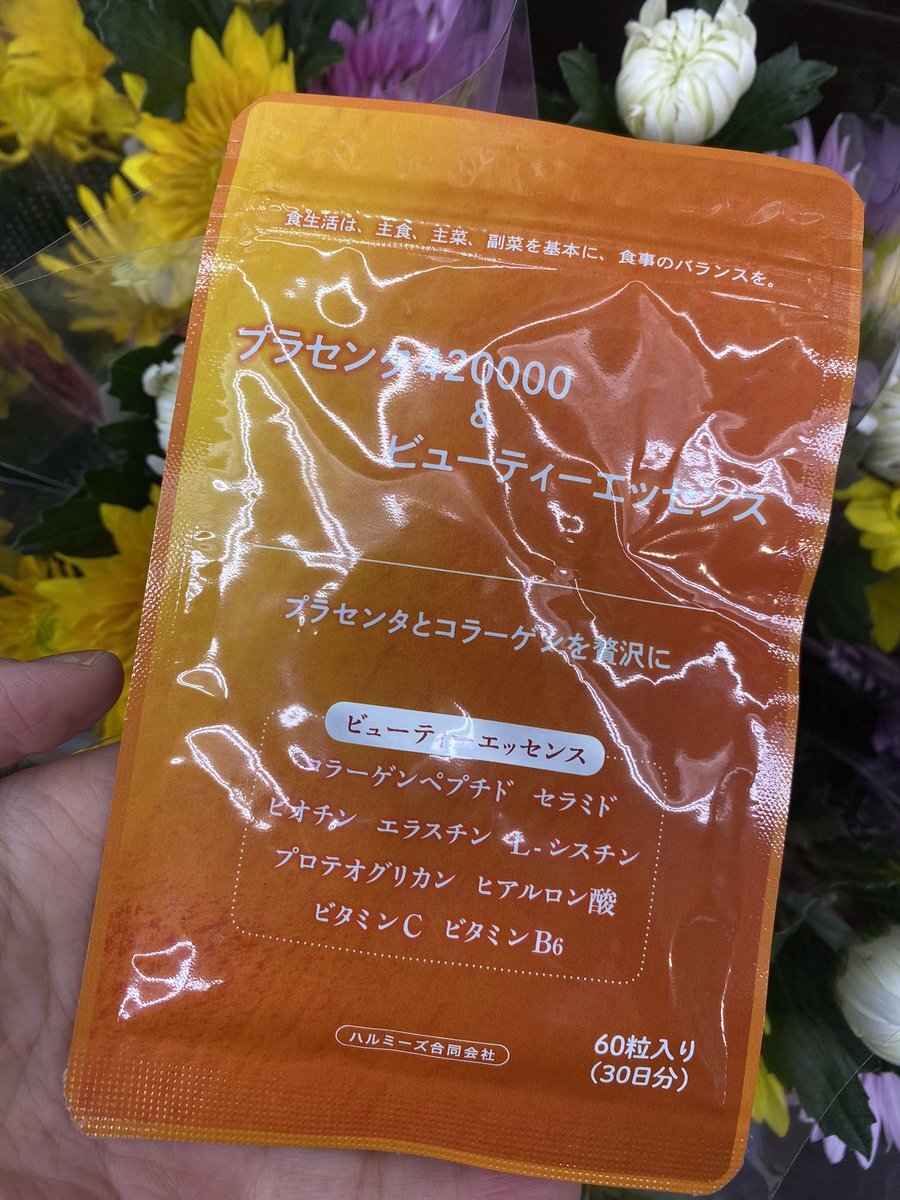 食生活は、主食、主菜、副菜を基本に、食事のバランスを。
プラセンタ420000
&
ビューティーエッセンス
プラセンタとコラーゲンを贅沢に
ビューティーエッセンス
コラーゲンペプチド セラミド
ビオチン エラスチン L-シスチン
プロテオグリカン ヒアルロン酸
ビタミンC ビタミンB6
ハルミーズ合同会社
60粒入り
(30日分)